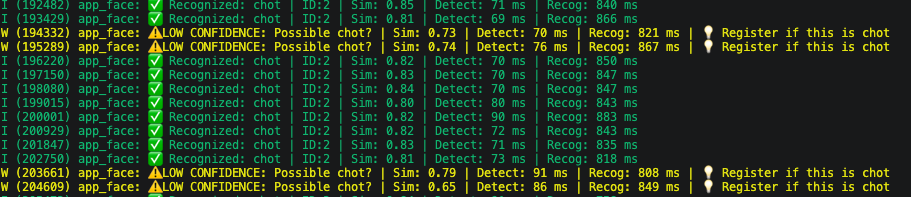 I (192482) app_face: ✅ Recognized: chot | ID:2 | Sim: 0.85 | Detect: 71 ms | Recog: 840 ms
I (193429) app_face: ✅ Recognized: chot | ID:2 | Sim: 0.81 | Detect: 69 ms | Recog: 866 ms
W (194332) app_face: ⚠️LOW CONFIDENCE: Possible chot? | Sim: 0.73 | Detect: 70 ms | Recog: 821 ms | 💡 Register if this is chot
W (195289) app_face: ⚠️LOW CONFIDENCE: Possible chot? | Sim: 0.74 | Detect: 76 ms | Recog: 867 ms | 💡 Register if this is chot
I (196220) app_face: ✅ Recognized: chot | ID:2 | Sim: 0.82 | Detect: 70 ms | Recog: 850 ms
I (197150) app_face: ✅ Recognized: chot | ID:2 | Sim: 0.83 | Detect: 70 ms | Recog: 847 ms
I (198080) app_face: ✅ Recognized: chot | ID:2 | Sim: 0.84 | Detect: 70 ms | Recog: 847 ms
I (199015) app_face: ✅ Recognized: chot | ID:2 | Sim: 0.80 | Detect: 80 ms | Recog: 843 ms
I (200001) app_face: ✅ Recognized: chot | ID:2 | Sim: 0.82 | Detect: 90 ms | Recog: 883 ms
I (200929) app_face: ✅ Recognized: chot | ID:2 | Sim: 0.82 | Detect: 72 ms | Recog: 843 ms
I (201847) app_face: ✅ Recognized: chot | ID:2 | Sim: 0.83 | Detect: 71 ms | Recog: 835 ms
I (202750) app_face: ✅ Recognized: chot | ID:2 | Sim: 0.81 | Detect: 73 ms | Recog: 818 ms
W (203661) app_face: ⚠️LOW CONFIDENCE: Possible chot? | Sim: 0.79 | Detect: 91 ms | Recog: 808 ms | 💡 Register if this is chot
W (204609) app_face: ⚠️LOW CONFIDENCE: Possible chot? | Sim: 0.65 | Detect: 86 ms | Recog: 849 ms | 💡 Register if this is chot